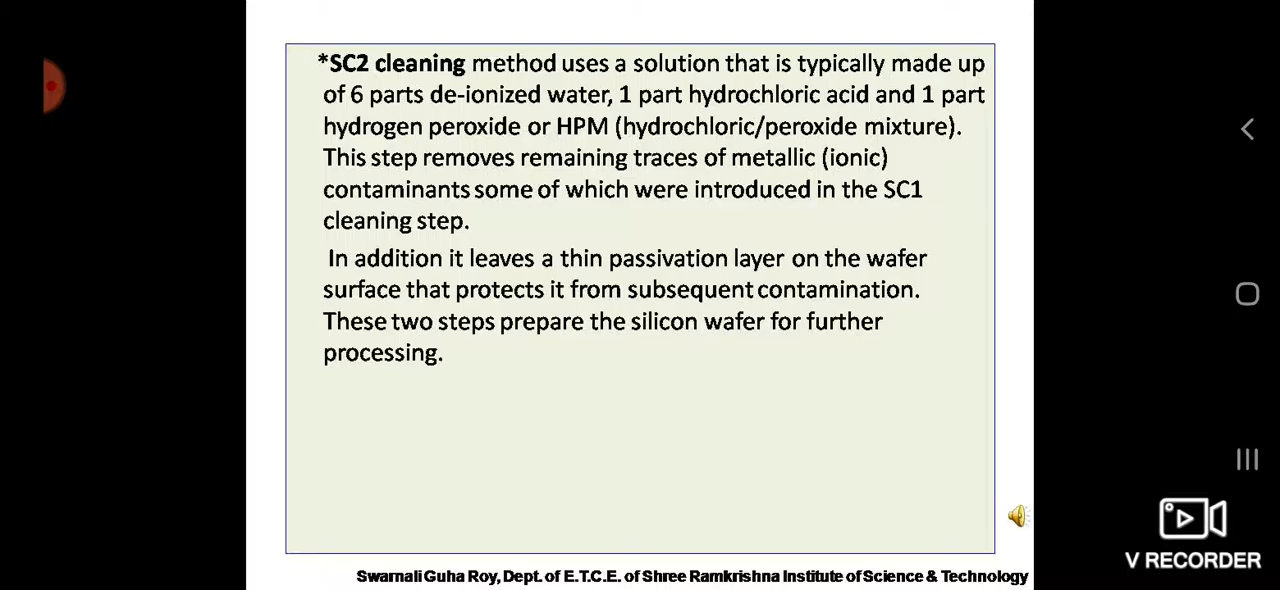 *SC2 cleaning method uses a solution that is typically made up
of 6 parts de-ionized water, 1 part hydrochloric acid and 1 part
hydrogen peroxide or HPM (hydrochloric/peroxide mixture).
This step removes remaining traces of metallic (ionic)
contaminants some of which were introduced in the SC1
cleaning step.
In addition it leaves a thin passivation layer on the wafer
surface that protects it from subsequent contamination.
These two steps prepare the silicon wafer for further
processing.
V RECORDER
Swarnali Guha Roy, Dept. of E.T.C.E. of Shree Ramkrishna Institute of Science & Technology